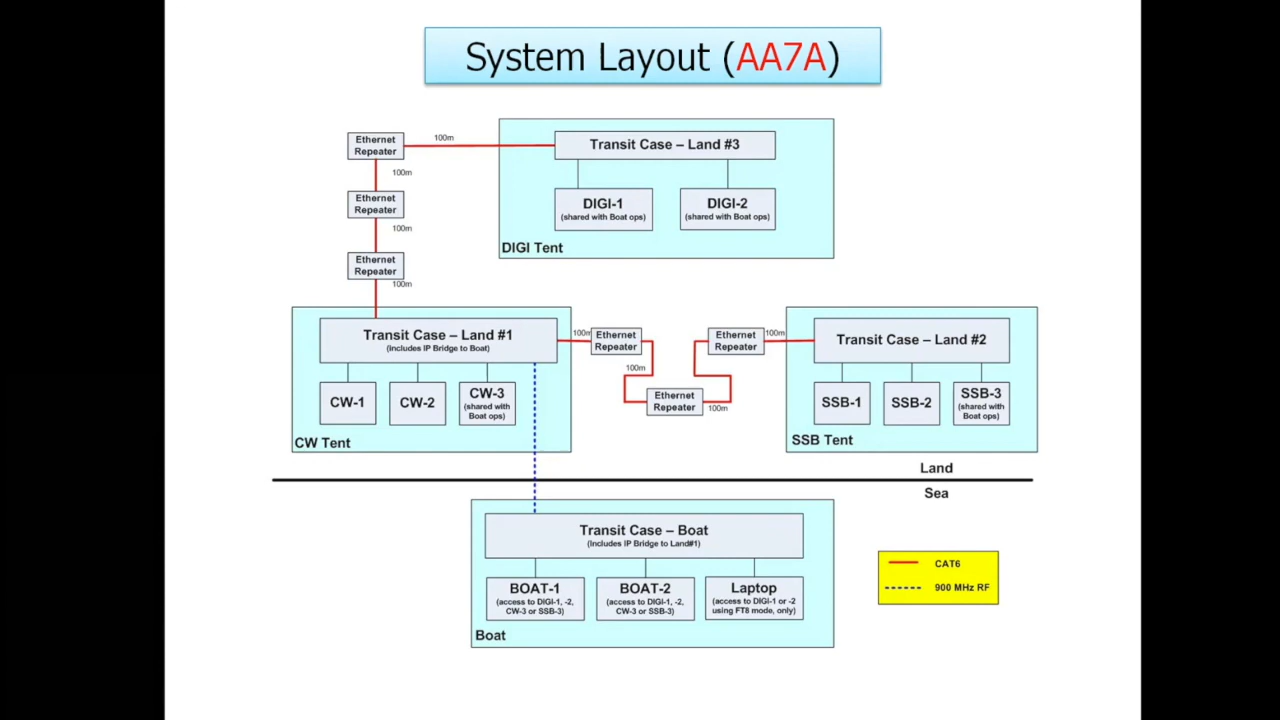 System Layout (AA7A)
Ethernet
Repeater
100m
Transit Case – Land #3
100m
DIGI-1
(shared with Boat ops)
DIGI-2
(shared with Boat ops)
Ethernet
Repeater
100m
DIGI Tent
Ethernet
Repeater
100m
Transit Case – Land #1
(includes IP Bridge to Boat)
100m
Ethernet
Repeater
Ethernet
Repeater
100m
Transit Case – Land #2
100m
Ethernet
Repeater
100m
CW-1
CW-2
CW-3
(shared with
Boat ops)
CW Tent
SSB-1
SSB-2
SSB-3
(shared with
Boat ops)
SSB Tent
Land
Sea
Transit Case – Boat
(Includes IP Bridge to Land#1)
BOAT-1
(access to DIGI-1, -2,
CW-3 or SSB-3)
BOAT-2
(access to DIGI-1, -2,
CW-3 or SSB-3)
Laptop
(access to DIGI-1 or -2
using FT8 mode, only)
Boat
CAT6
900 MHz RF